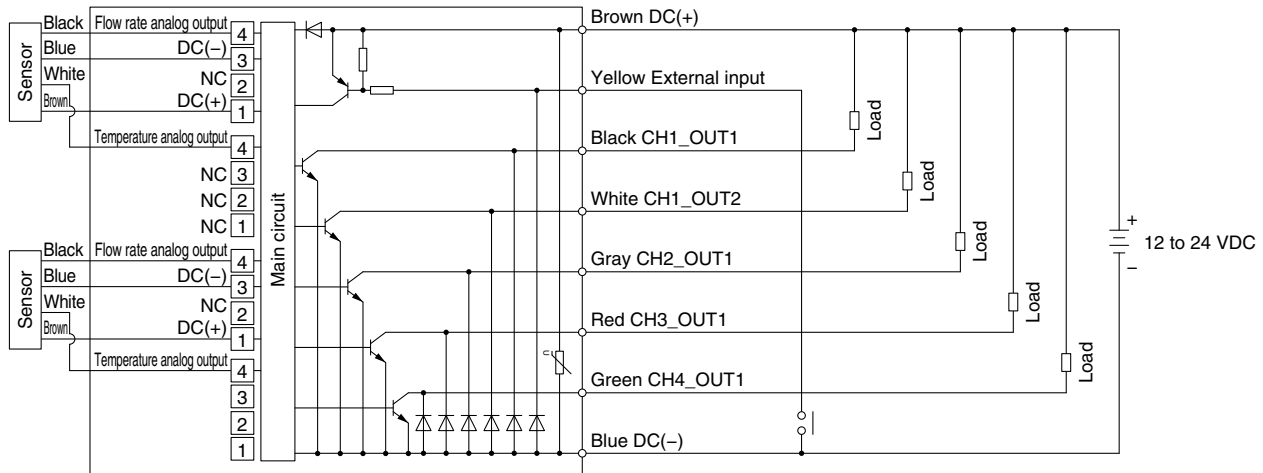 Black Flow rate analog output 4
Blue DC(−) 3
White NC 2
Brown DC(+) 1
Sensor
Temperature analog output 4
NC 3
NC 2
NC 1
Black Flow rate analog output 4
Blue DC(−) 3
White NC 2
Brown DC(+) 1
Sensor
Temperature analog output 4
3
2
1
Main circuit
Brown DC(+)
Yellow External input
Black CH1_OUT1
White CH1_OUT2
Gray CH2_OUT1
Red CH3_OUT1
Green CH4_OUT1
Blue DC(−)
Load
Load
Load
Load
Load
+
12 to 24 VDC
−